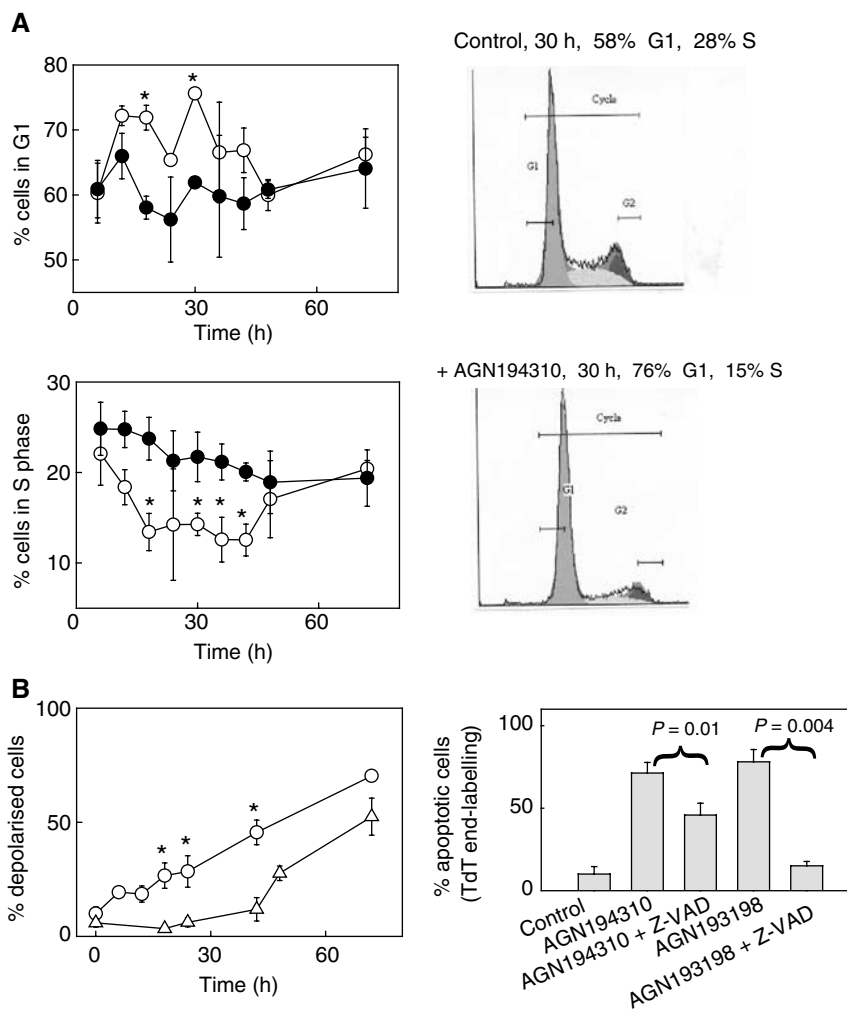 A
80
70
60
50
0
30
60
% cells in G1
Time (h)
Control, 30 h, 58% G1, 28% S
Cycle
G1
G2
30
20
10
0
0
30
60
% cells in S phase
Time (h)
+ AGN194310, 30 h, 76% G1, 15% S
Cycle
G1
G2
B
100
50
0
0
30
60
% depolarised cells
Time (h)
100
50
0
% apoptotic cells
(TdT end-labelling)
P = 0.01
P = 0.004
Control
AGN194310
AGN194310 + Z-VAD
AGN193198
AGN193198 + Z-VAD